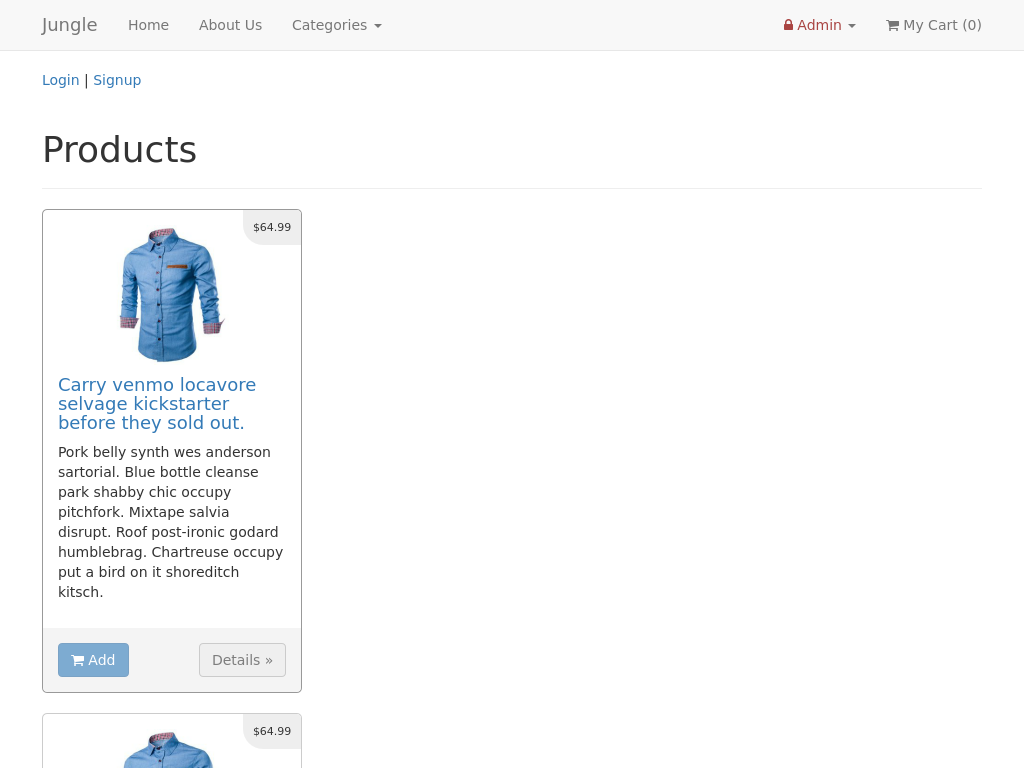 Jungle Home About Us Categories Admin My Cart (0)
Login | Signup
Products
$64.99
Carry venmo locavore
selvage kickstarter
before they sold out.
Pork belly synth wes anderson
sartorial. Blue bottle cleanse
park shabby chic occupy
pitchfork. Mixtape salvia
disrupt. Roof post-ironic godard
humblebrag. Chartreuse occupy
put a bird on it shoreditch
kitsch.
Add Details »
$64.99